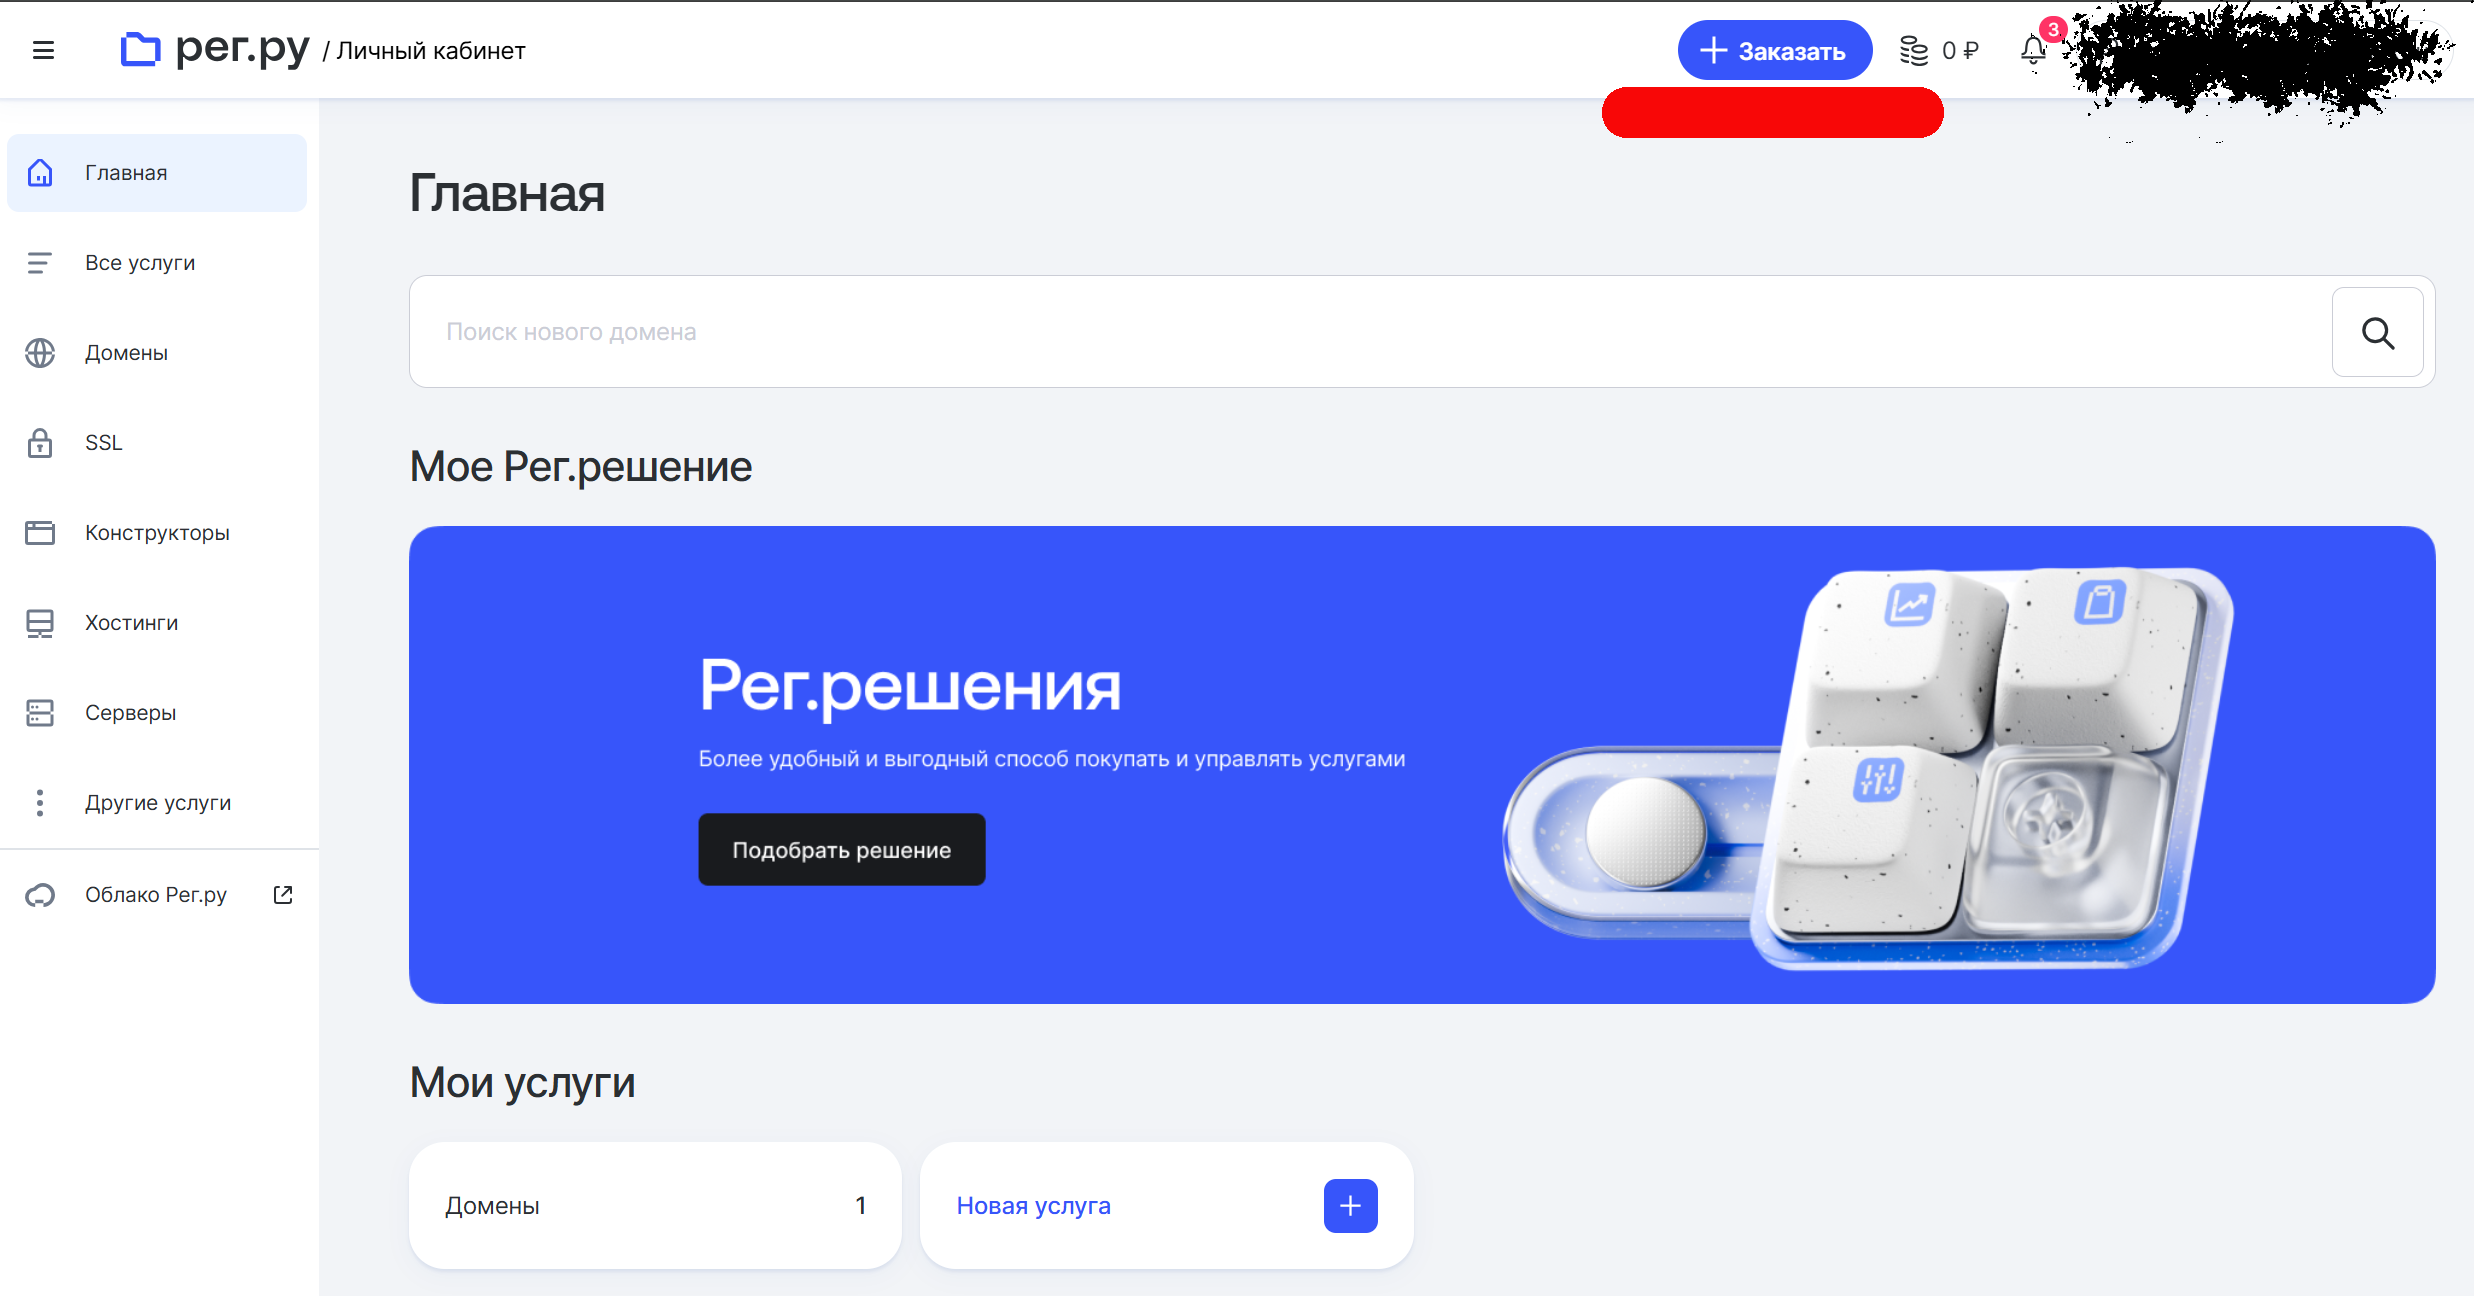 рег.ру / Личный кабинет
Заказать
0 ₽
3
Главная
Все услуги
Домены
SSL
Конструкторы
Хостинги
Серверы
Другие услуги
Облако Рег.ру
Главная
Поиск нового домена
Мое Рег.решение
Рег.решения
Более удобный и выгодный способ покупать и управлять услугами
Подобрать решение
Мои услуги
Домены 1
Новая услуга